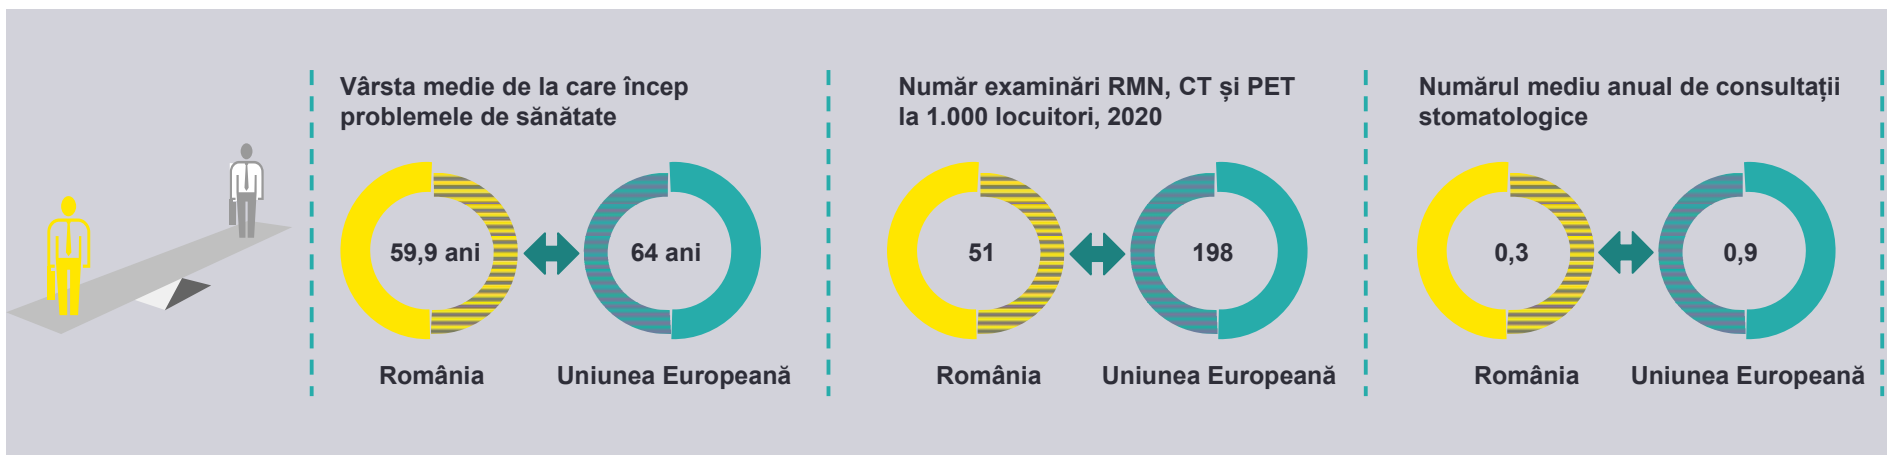 Vârsta medie de la care încep
problemele de sănătate
59,9 ani
64 ani
România
Uniunea Europeană
Număr examinări RMN, CT și PET
la 1.000 locuitori, 2020
51
198
România
Uniunea Europeană
Numărul mediu anual de consultații
stomatologice
0,3
0,9
România
Uniunea Europeană